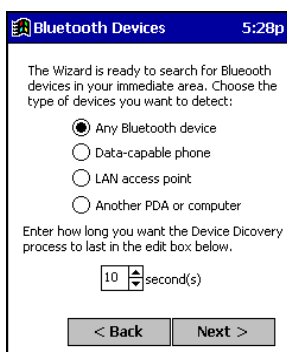 Bluetooth Devices 5:28p
The Wizard is ready to search for Blueooth
devices in your immediate area. Choose the
type of devices you want to detect:
Any Bluetooth device
Data-capable phone
LAN access point
Another PDA or computer
Enter how long you want the Device Dicovery
process to last in the edit box below.
10 second(s)
< Back Next >